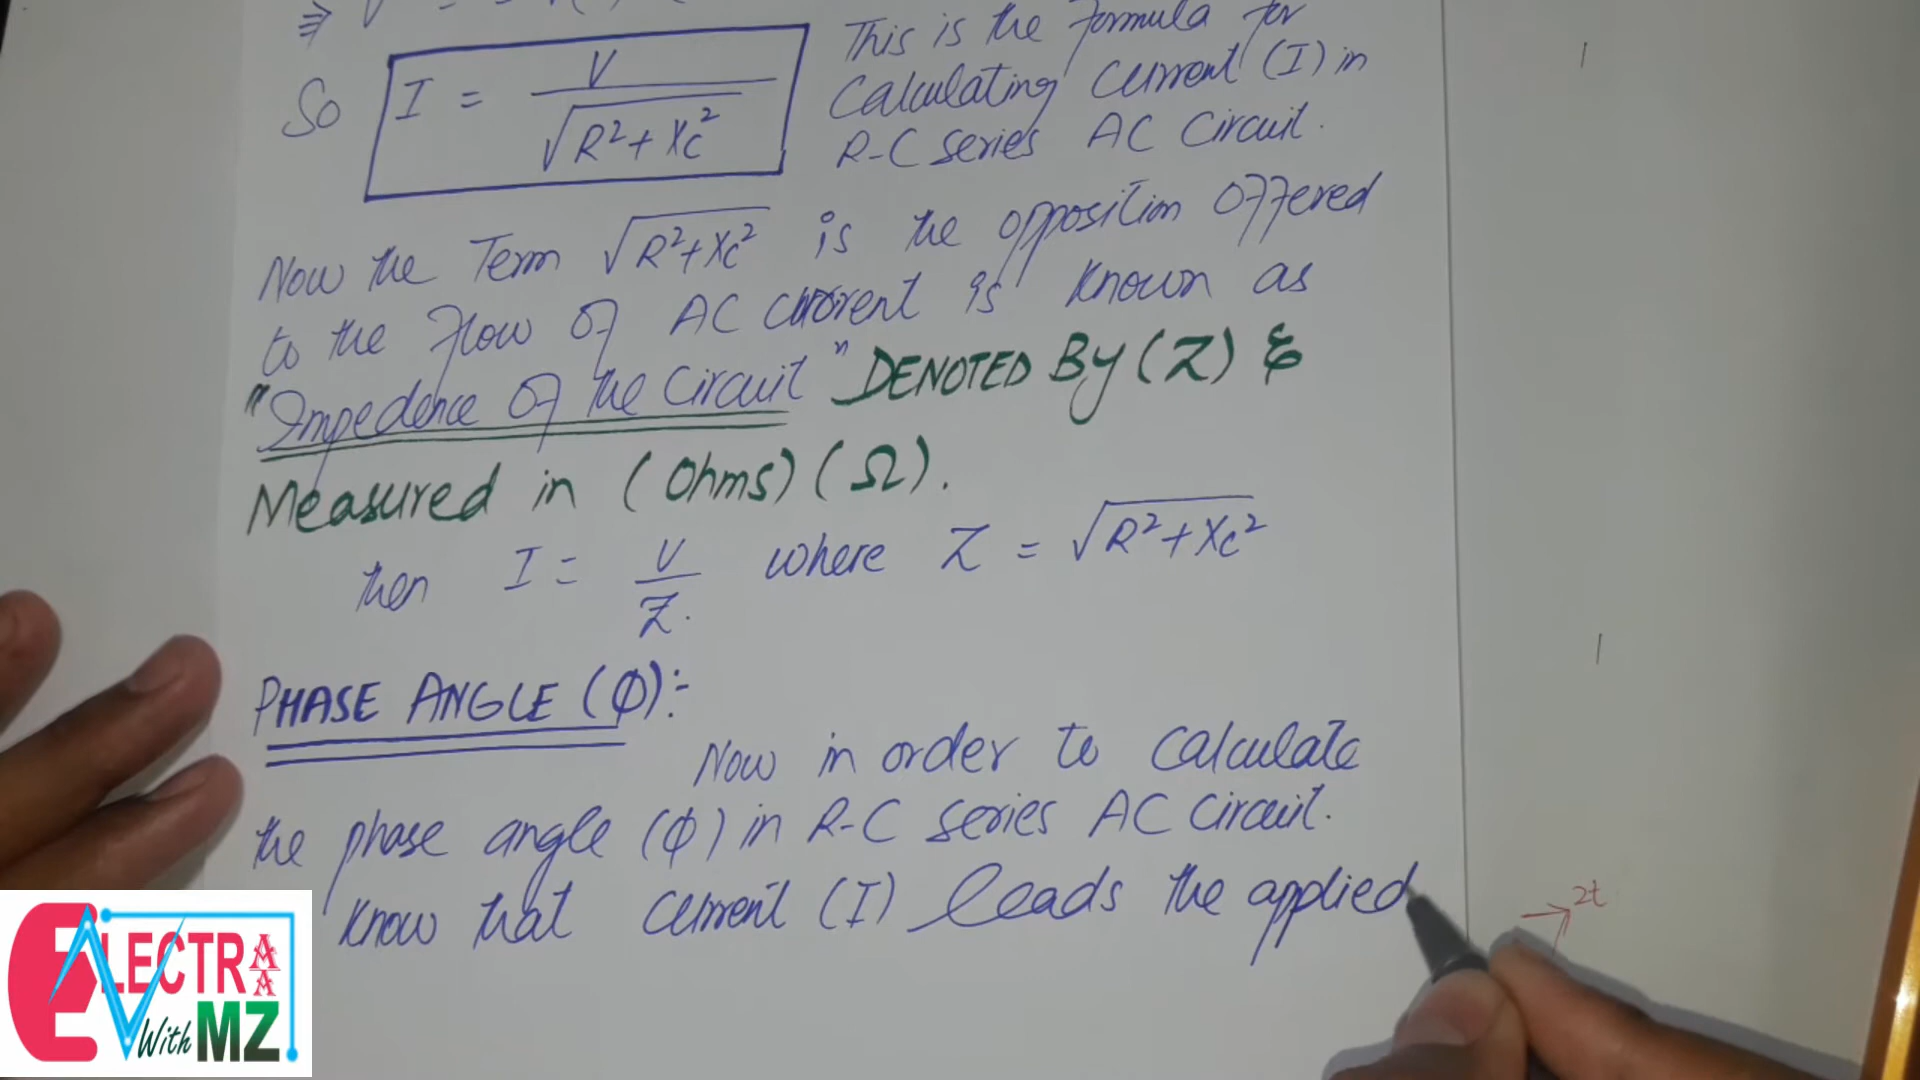 So I = V / √R²+Xc² This is the formula for
Calculating Current (I) in
R-C series AC Circuit.
Now the Term √R²+Xc² is the opposition offered
to the flow of AC current is known as
"Impedence of the Circuit" DENOTED By (Z) &
Measured in (Ohms) (Ω).
then I = V/Z. where Z = √R²+Xc²
PHASE ANGLE (φ):-
Now in order to Calculate
the phase angle (φ) in R-C series AC Circuit.
know that current (I) leads the applied
2t
ELECTRA
With MZ